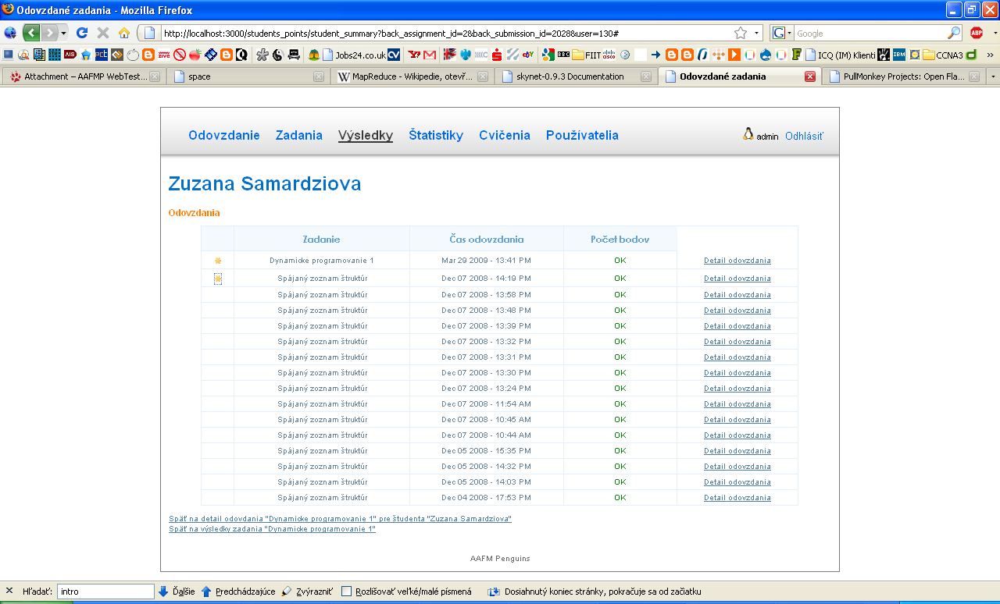 Odovzdané zadania - Mozilla Firefox
http://localhost:3000/students_points/student_summary?back_assignment_id=2&back_submission_id=2028&user=130#
Google
ABP
Jobs24.co.uk CV FIIT ICQ (IM) Klienti IBM CCNA3 »
Attachment – AAFMP WebTest... space MapReduce - Wikipedie, otevř... skynet-0.9.3 Documentation Odovzdané zadania PullMonkey Projects: Open Fla...
Odovzdanie Zadania Výsledky Štatistiky Cvičenia Používatelia admin Odhlásiť
Zuzana Samardziova
Odovzdania
Zadanie Čas odovzdania Počet bodov
Dynamicke programovanie 1 Mar 29 2009 - 13:41 PM OK Detail odovzdania
Spájaný zoznam štruktúr Dec 07 2008 - 14:19 PM OK Detail odovzdania
Spájaný zoznam štruktúr Dec 07 2008 - 13:58 PM OK Detail odovzdania
Spájaný zoznam štruktúr Dec 07 2008 - 13:48 PM OK Detail odovzdania
Spájaný zoznam štruktúr Dec 07 2008 - 13:39 PM OK Detail odovzdania
Spájaný zoznam štruktúr Dec 07 2008 - 13:32 PM OK Detail odovzdania
Spájaný zoznam štruktúr Dec 07 2008 - 13:31 PM OK Detail odovzdania
Spájaný zoznam štruktúr Dec 07 2008 - 13:30 PM OK Detail odovzdania
Spájaný zoznam štruktúr Dec 07 2008 - 13:24 PM OK Detail odovzdania
Spájaný zoznam štruktúr Dec 07 2008 - 11:54 AM OK Detail odovzdania
Spájaný zoznam štruktúr Dec 07 2008 - 10:45 AM OK Detail odovzdania
Spájaný zoznam štruktúr Dec 07 2008 - 10:44 AM OK Detail odovzdania
Spájaný zoznam štruktúr Dec 05 2008 - 15:35 PM OK Detail odovzdania
Spájaný zoznam štruktúr Dec 05 2008 - 14:32 PM OK Detail odovzdania
Spájaný zoznam štruktúr Dec 05 2008 - 14:03 PM OK Detail odovzdania
Spájaný zoznam štruktúr Dec 04 2008 - 17:53 PM OK Detail odovzdania
Späť na detail odovdania "Dynamicke programovanie 1" pre študenta "Zuzana Samardziova"
Späť na výsledky zadania "Dynamicke programovanie 1"
AAFM Penguins
Hľadať: intro Ďalšie Predchádzajúce Zvýrazniť Rozlišovať veľké/malé písmená Dosiahnutý koniec stránky, pokračuje sa od začiatku